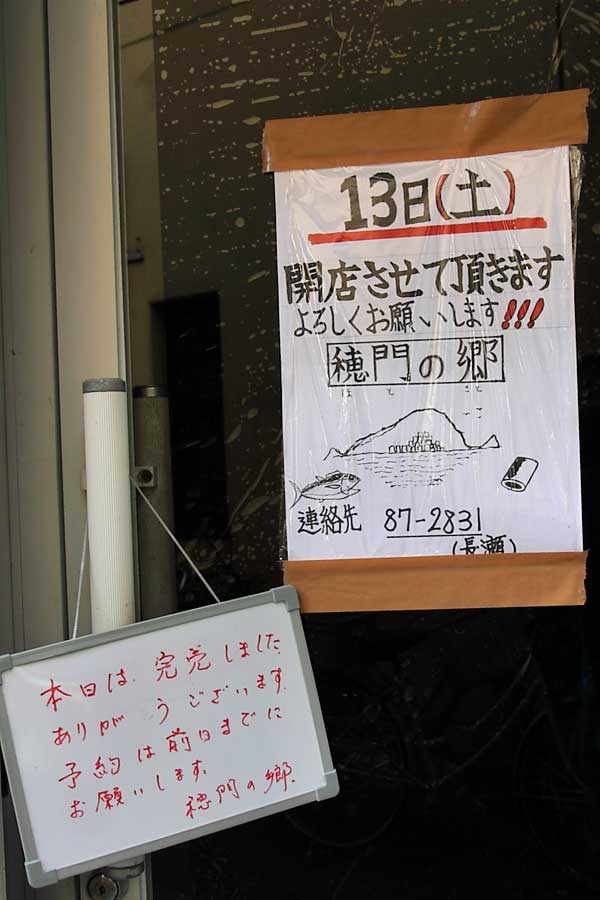 13日(土)
開店させて頂きます
よろしくお願いします!!!
穂門の郷
ほと さと
連絡先 87-2831
(長瀬)
本日は完売しました
ありがとうございます
予約は前日までに
お願いします
穂門の郷